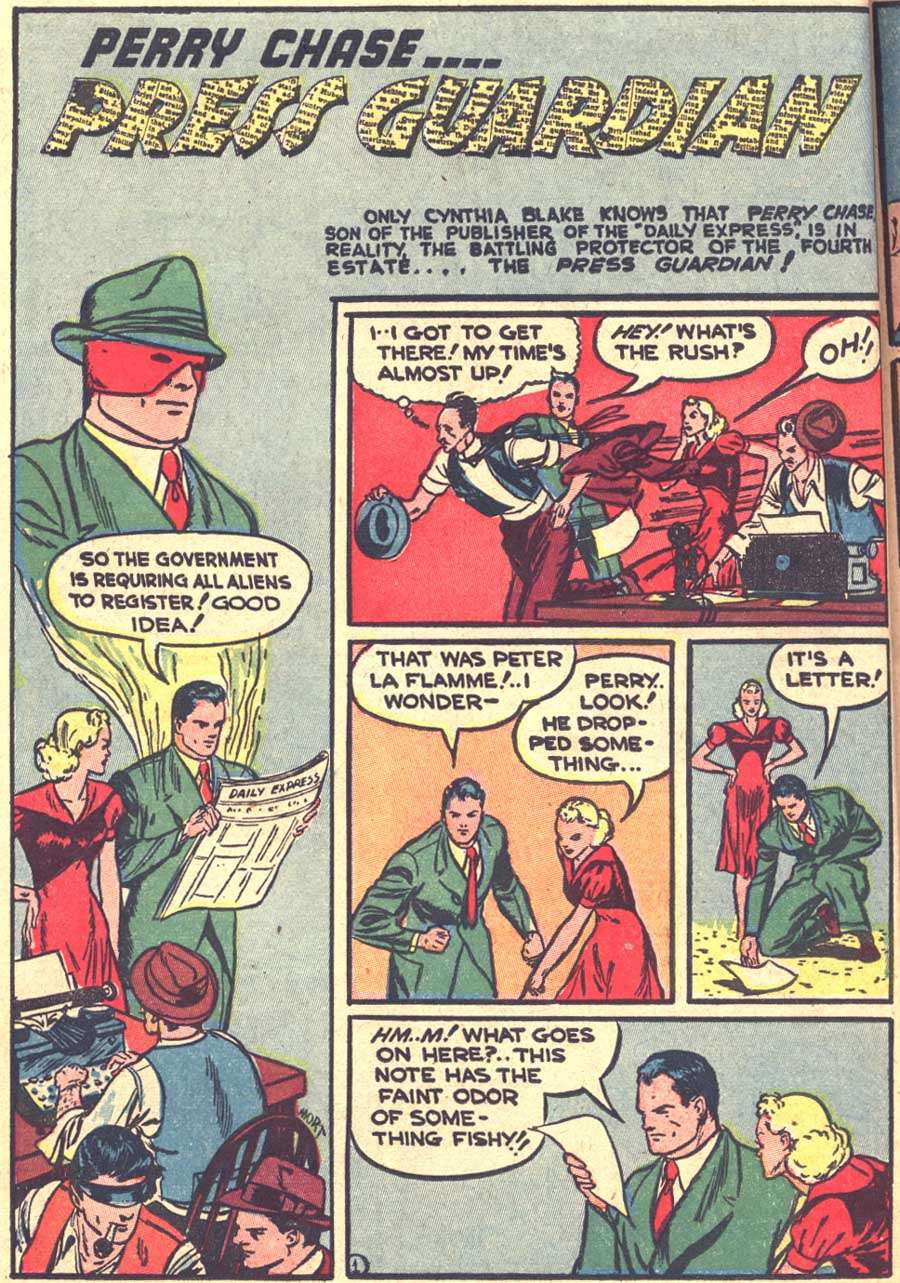 PERRY CHASE....
PRESS GUARDIAN
ONLY CYNTHIA BLAKE KNOWS THAT PERRY CHASE
SON OF THE PUBLISHER OF THE "DAILY EXPRESS", IS IN
REALITY, THE BATTLING PROTECTOR OF THE FOURTH
ESTATE.... THE PRESS GUARDIAN!
SO THE GOVERNMENT
IS REQUIRING ALL ALIENS
TO REGISTER! GOOD
IDEA!
DAILY EXPRESS
MORT
I..I GOT TO GET
THERE! MY TIME'S
ALMOST UP!
HEY! WHAT'S
THE RUSH?
OH!!
THAT WAS PETER
LA FLAMME!..I
WONDER—
PERRY..
LOOK!
HE DROP-
PED SOME-
THING...
IT'S A
LETTER!
HM..M! WHAT GOES
ON HERE?..THIS
NOTE HAS THE
FAINT ODOR
OF SOME-
THING FISHY!!
1